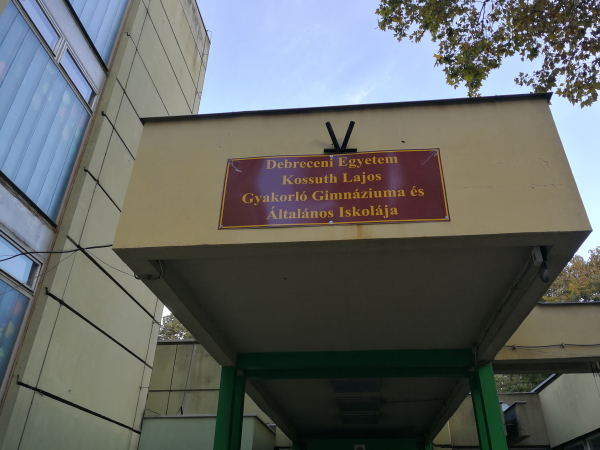 Debreceni Egyetem
Kossuth Lajos
Gyakorló Gimnáziuma és
Általános Iskolája